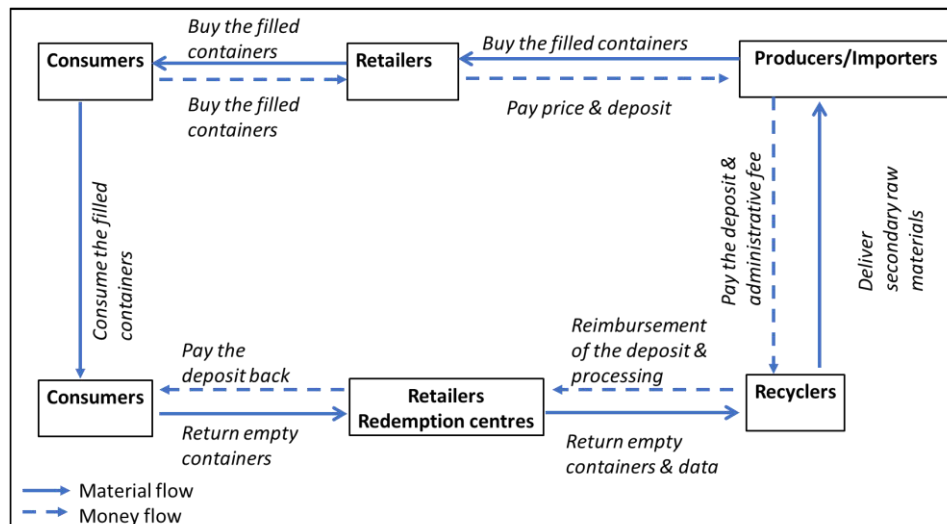 Buy the filled
containers
Buy the filled containers
Consumers
Retailers
Producers/Importers
Buy the filled
containers
Pay price & deposit
Consume the filled
containers
Pay the deposit &
administrative fee
Deliver
secondary raw
materials
Pay the
deposit back
Reimbursement
of the deposit &
processing
Consumers
Retailers
Redemption centres
Recyclers
Return empty
containers
Return empty
containers & data
Material flow
Money flow